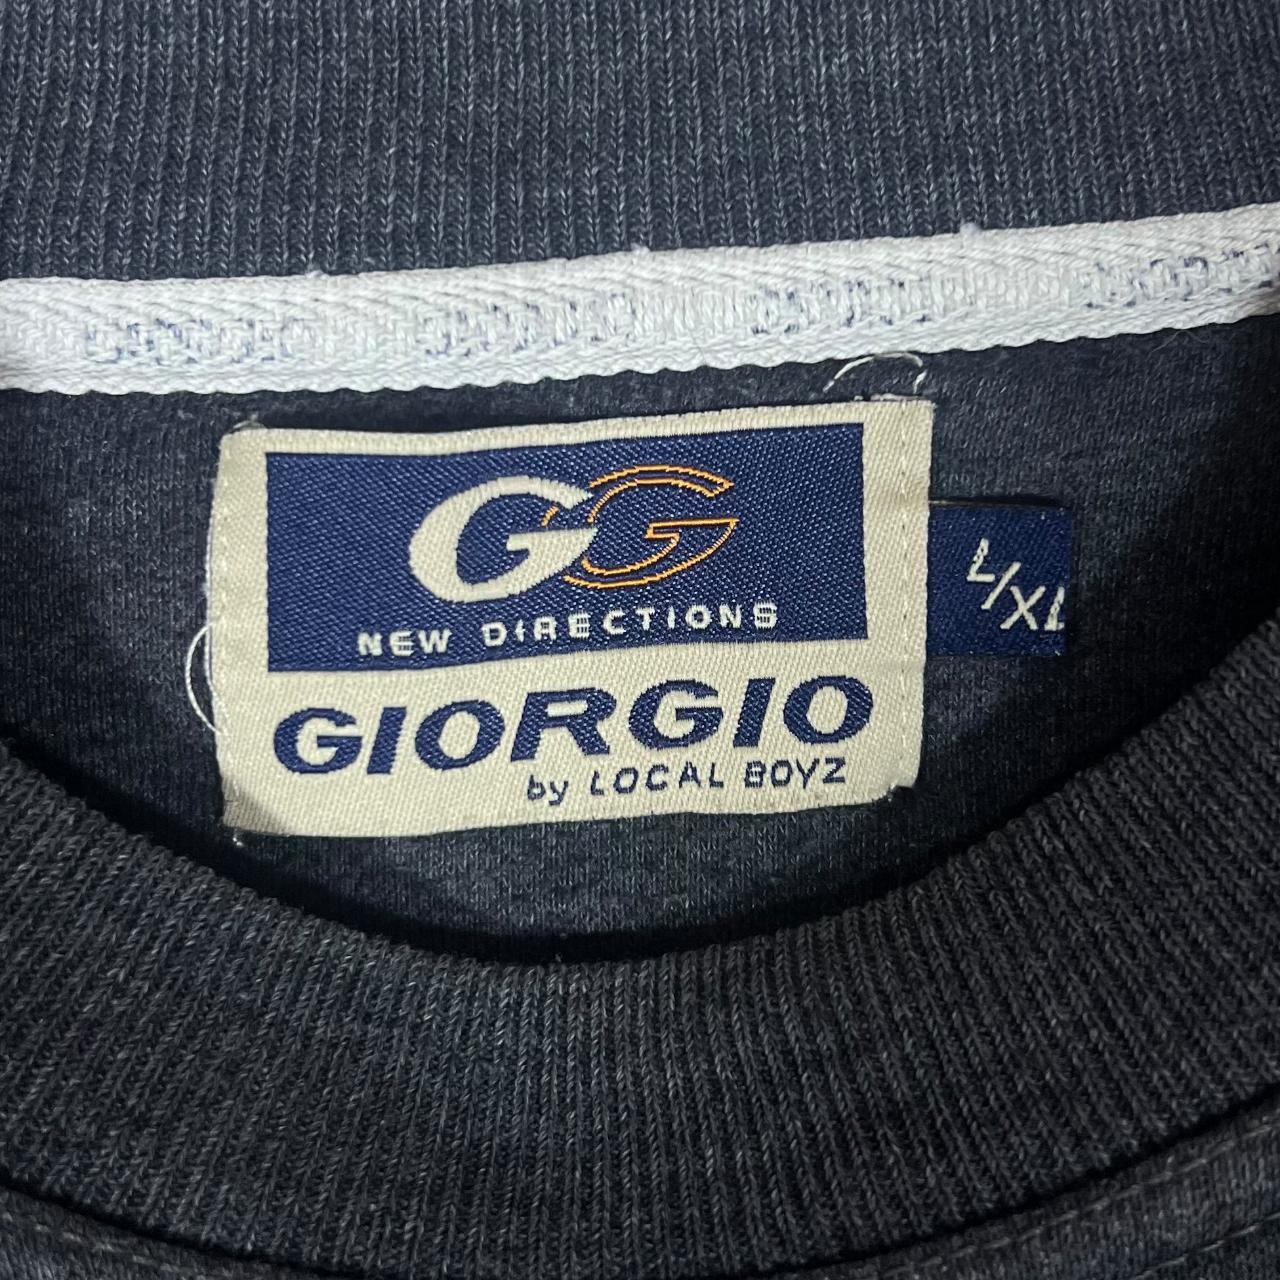 GG
NEW DIRECTIONS
GIORGIO
by LOCAL BOYZ
L/XL